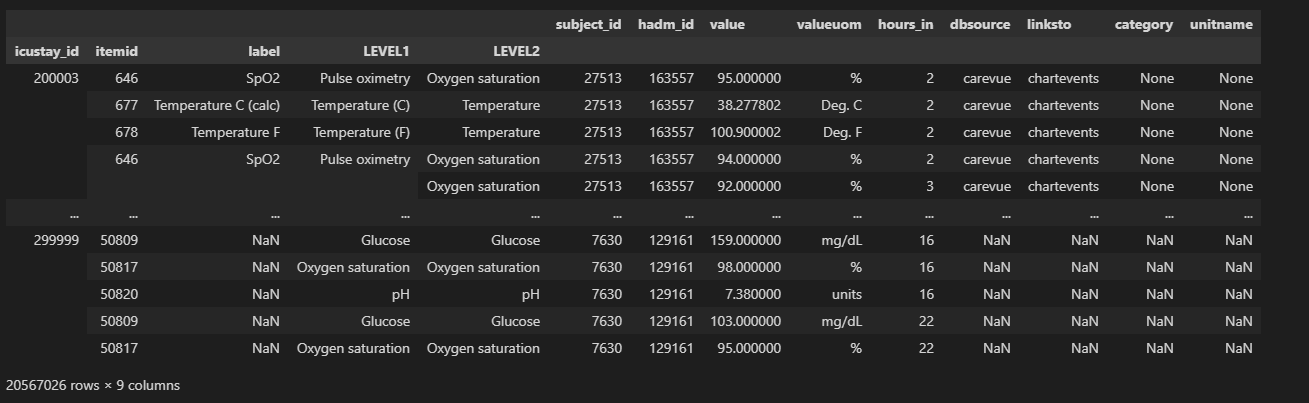 subject_id hadm_id value valueuom hours_in dbsource linksto category unitname
icustay_id itemid label LEVEL1 LEVEL2
200003 646 SpO2 Pulse oximetry Oxygen saturation 27513 163557 95.000000 % 2 carevue chartevents None None
677 Temperature C (calc) Temperature (C) Temperature 27513 163557 38.277802 Deg. C 2 carevue chartevents None None
678 Temperature F Temperature (F) Temperature 27513 163557 100.900002 Deg. F 2 carevue chartevents None None
646 SpO2 Pulse oximetry Oxygen saturation 27513 163557 94.000000 % 2 carevue chartevents None None
Oxygen saturation 27513 163557 92.000000 % 3 carevue chartevents None None
... ... ... ... ... ... ... ... ... ... ... ... ... ...
299999 50809 NaN Glucose Glucose 7630 129161 159.000000 mg/dL 16 NaN NaN NaN NaN
50817 NaN Oxygen saturation Oxygen saturation 7630 129161 98.000000 % 16 NaN NaN NaN NaN
50820 NaN pH pH 7630 129161 7.380000 units 16 NaN NaN NaN NaN
50809 NaN Glucose Glucose 7630 129161 103.000000 mg/dL 22 NaN NaN NaN NaN
50817 NaN Oxygen saturation Oxygen saturation 7630 129161 95.000000 % 22 NaN NaN NaN NaN
20567026 rows × 9 columns